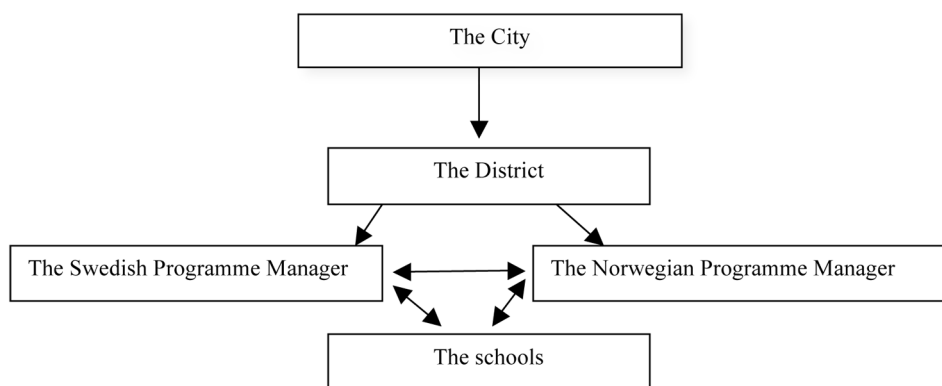 The City
The District
The Swedish Programme Manager
The Norwegian Programme Manager
The schools